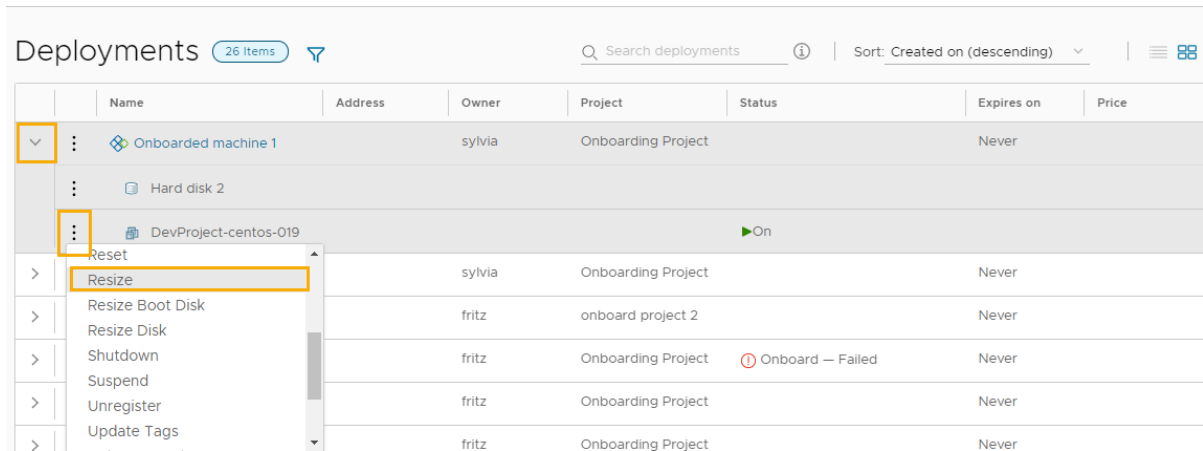 Deployments 26 Items Search deployments Sort: Created on (descending)
Name Address Owner Project Status Expires on Price
Onboarded machine 1 sylvia Onboarding Project Never
Hard disk 2
DevProject-centos-019 On
Reset
Resize sylvia Onboarding Project Never
Resize Boot Disk
fritz onboard project 2 Never
Resize Disk
Shutdown fritz Onboarding Project Onboard — Failed Never
Suspend
Unregister fritz Onboarding Project Never
Update Tags
fritz Onboarding Project Never